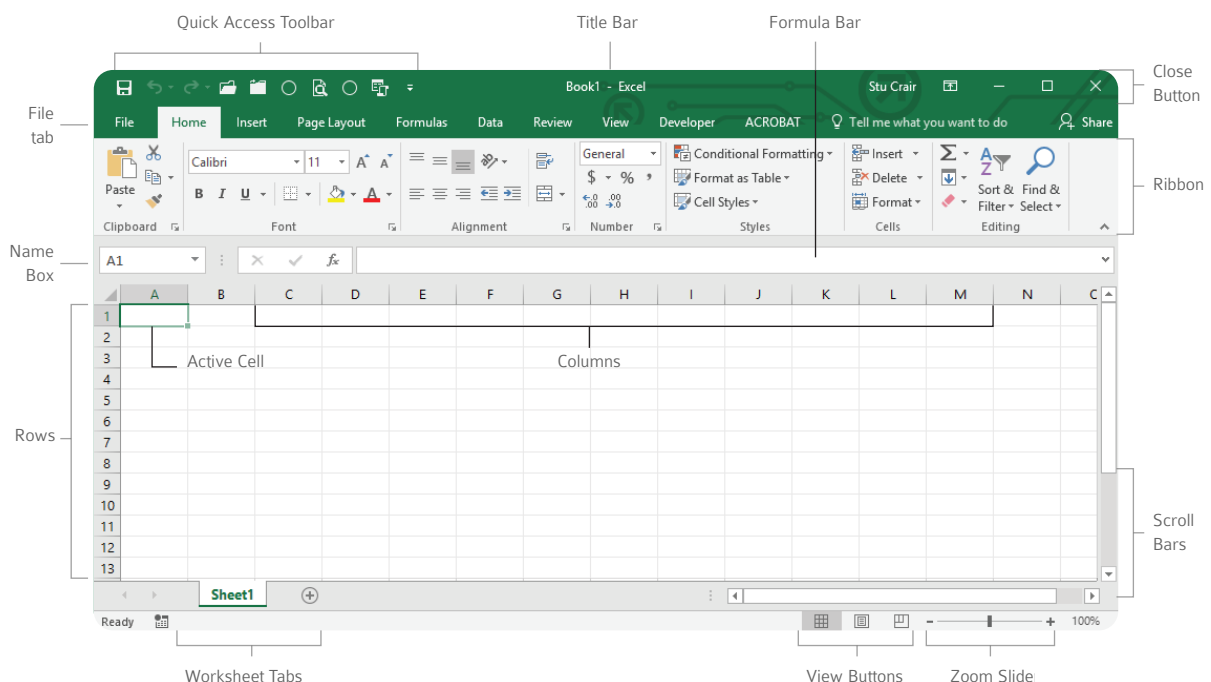 Quick Access Toolbar
Title Bar
Formula Bar
Close
Button
File
tab
Book1 - Excel
Stu Crair
File Home Insert Page Layout Formulas Data Review View Developer ACROBAT Tell me what you want to do Share
Ribbon
Calibri 11 A A General Conditional Formatting Insert Σ A Z
Paste B I U A $ % , Format as Table Delete Sort & Find &
.0 .00 .00 .0 Cell Styles Format Filter Select
Clipboard Font Alignment Number Styles Cells Editing
Name
Box
A1 fx
A B C D E F G H I J K L M N C
1
2
3
Active Cell
Columns
4
5
6
Rows
7
8
9
10
11
Scroll
Bars
12
13
Sheet1
Ready
100%
Worksheet Tabs
View Buttons
Zoom Slide